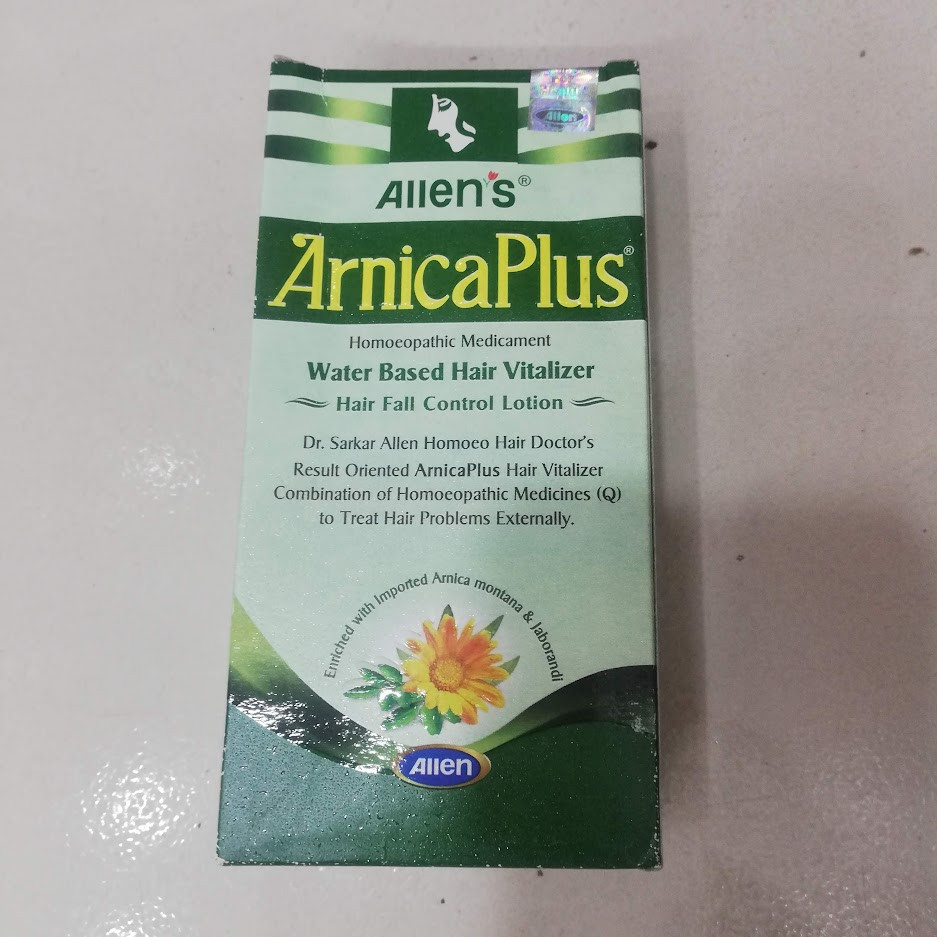 Allen
Allen's®
ArnicaPlus®
Homoeopathic Medicament
Water Based Hair Vitalizer
Hair Fall Control Lotion
Dr. Sarkar Allen Homoeo Hair Doctor's
Result Oriented ArnicaPlus Hair Vitalizer
Combination of Homoeopathic Medicines (Q)
to Treat Hair Problems Externally.
Enriched with Imported Arnica montana & Jaborandi
Allen